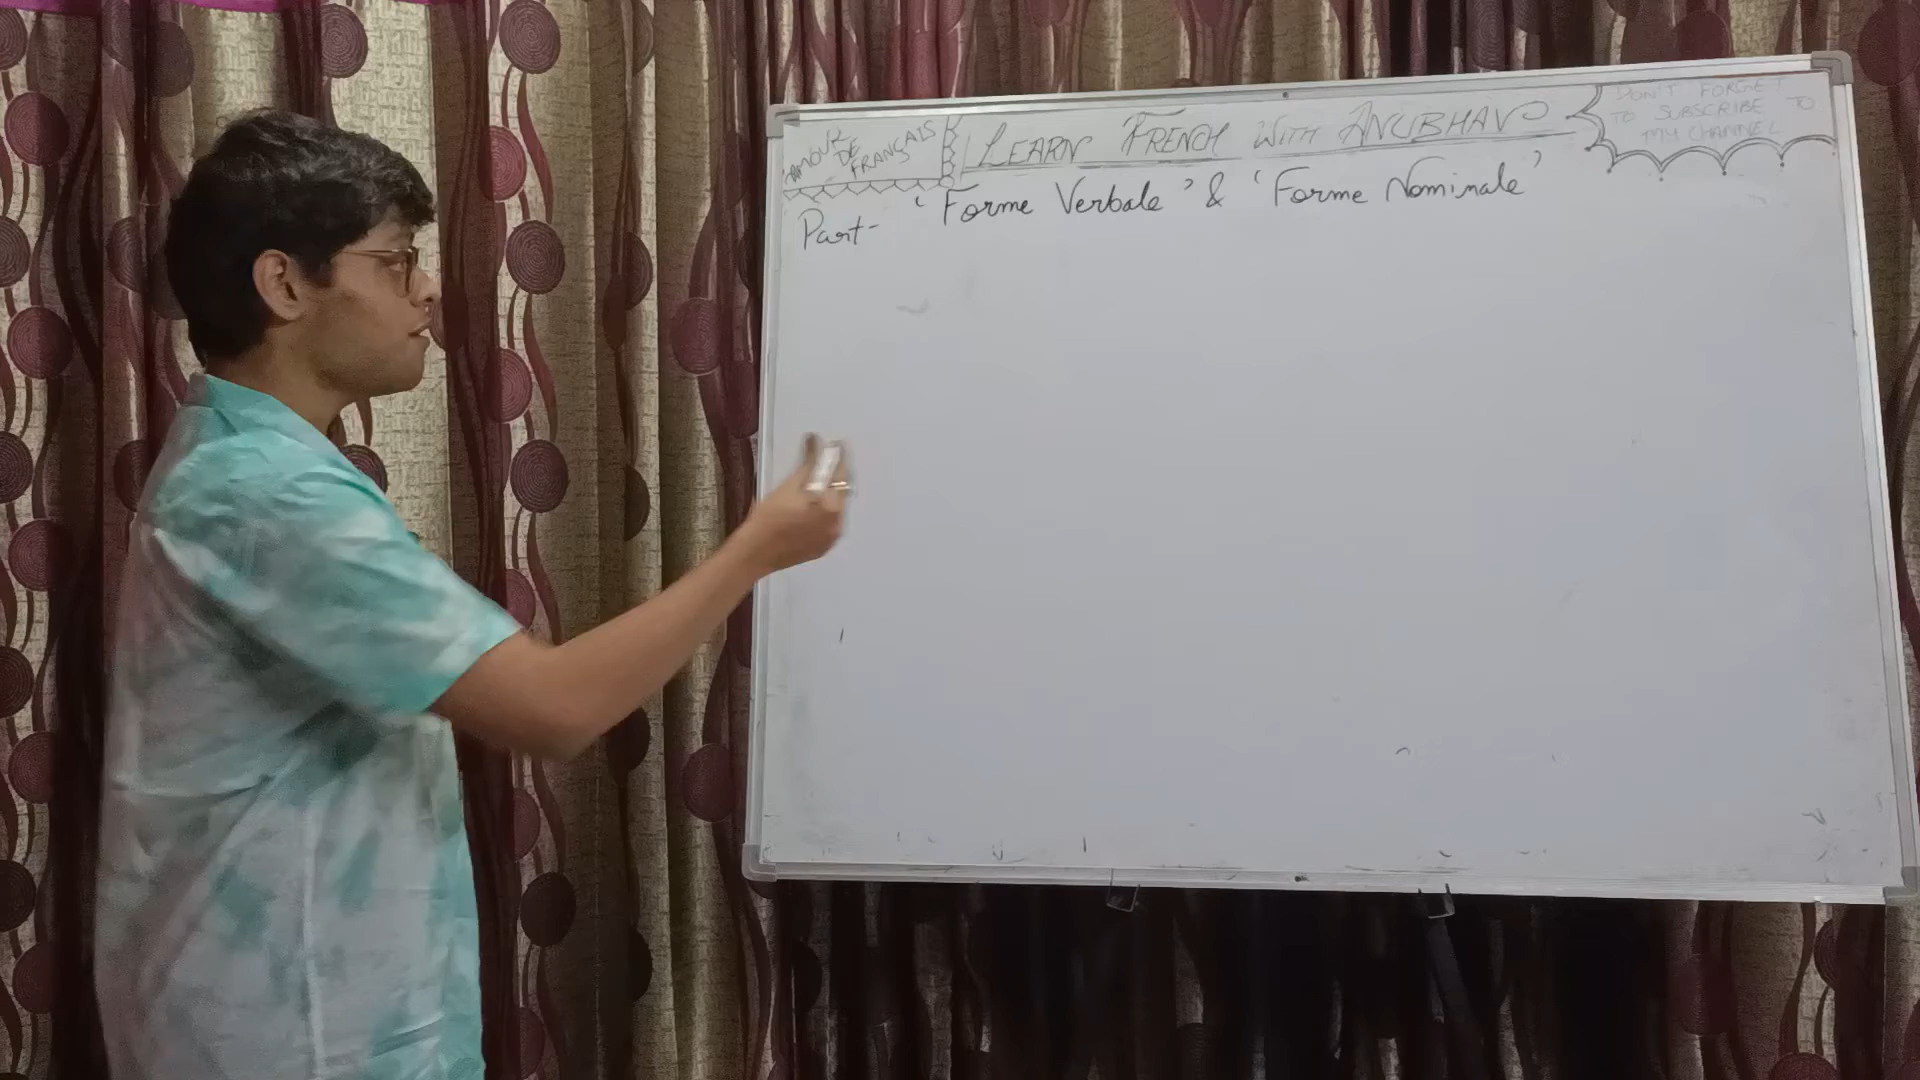 L'AMOUR
DE
FRANÇAIS
LEARN FRENCH WITH ANUBHAV
DON'T FORGET
TO SUBSCRIBE TO
MY CHANNEL
'Forme Verbale' & 'Forme Nominale'
Part-